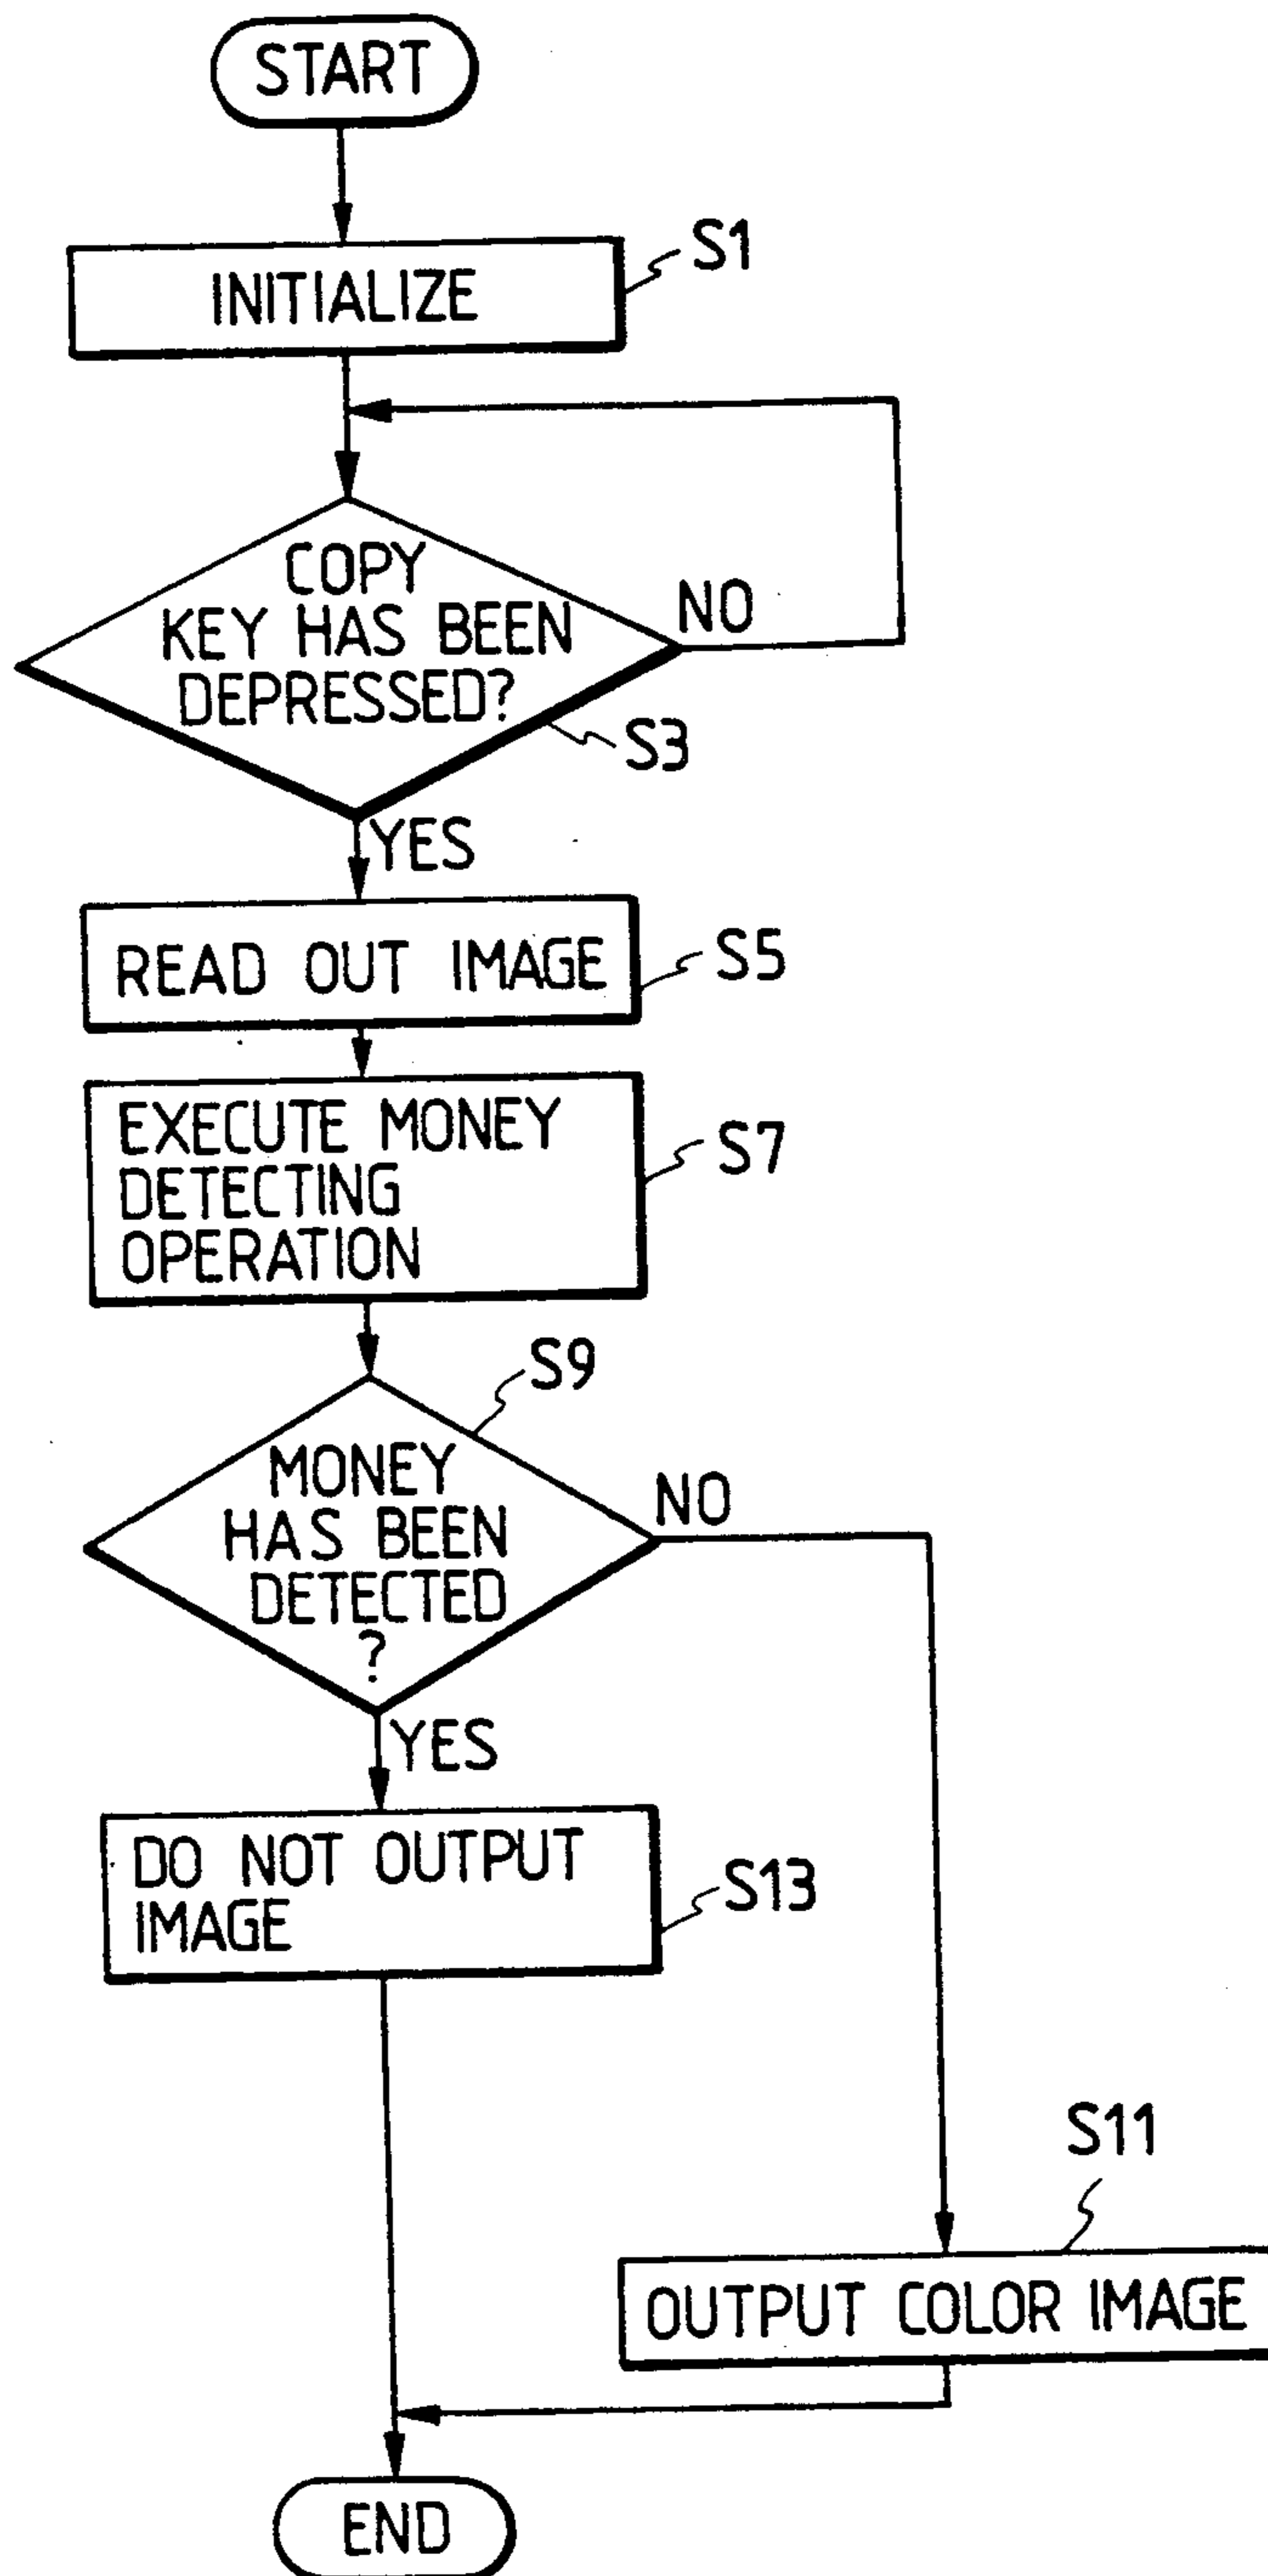 START
INITIALIZE
S1
COPY
KEY HAS BEEN
DEPRESSED?
NO
S3
YES
READ OUT IMAGE
S5
EXECUTE MONEY
DETECTING
OPERATION
S7
S9
MONEY
HAS BEEN
DETECTED
?
NO
YES
DO NOT OUTPUT
IMAGE
S13
S11
OUTPUT COLOR IMAGE
END